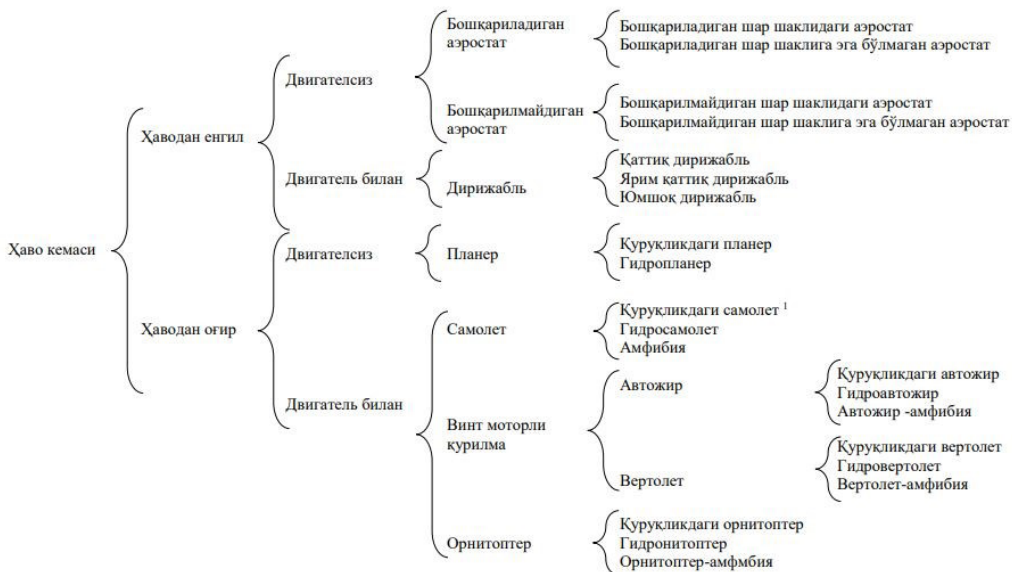 Ҳаво кемаси
Ҳаводан енгил
Двигателсиз
Бошқариладиган
аэростат
Бошқариладиган шар шаклидаги аэростат
Бошқариладиган шар шаклига эга бўлмаган аэростат
Бошқарилмайдиган
аэростат
Бошқарилмайдиган шар шаклидаги аэростат
Бошқарилмайдиган шар шаклига эга бўлмаган аэростат
Двигатель билан
Дирижабль
Қаттиқ дирижабль
Ярим қаттиқ дирижабль
Юмшоқ дирижабль
Ҳаводан оғир
Двигателсиз
Планер
Қуруқликдаги планер
Гидропланер
Двигатель билан
Самолет
Қуруқликдаги самолет ¹
Гидросамолет
Амфибия
Винт моторли
қурилма
Автожир
Қуруқликдаги автожир
Гидроавтожир
Автожир -амфибия
Вертолет
Қуруқликдаги вертолет
Гидровертолет
Вертолет-амфибия
Орнитоптер
Қуруқликдаги орнитоптер
Гидронитоптер
Орнитоптер-амфмбия